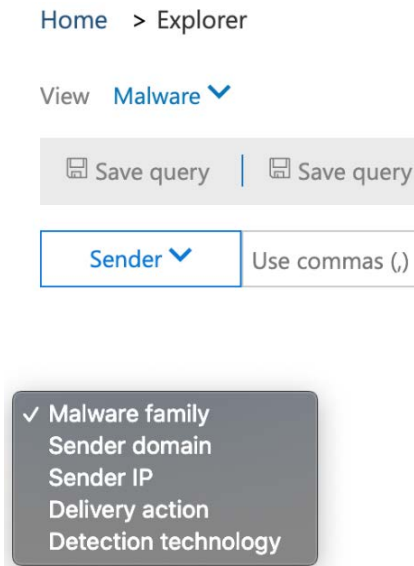 Home > Explorer
View Malware
Save query | Save query
Sender Use commas (,)
✓ Malware family
Sender domain
Sender IP
Delivery action
Detection technology